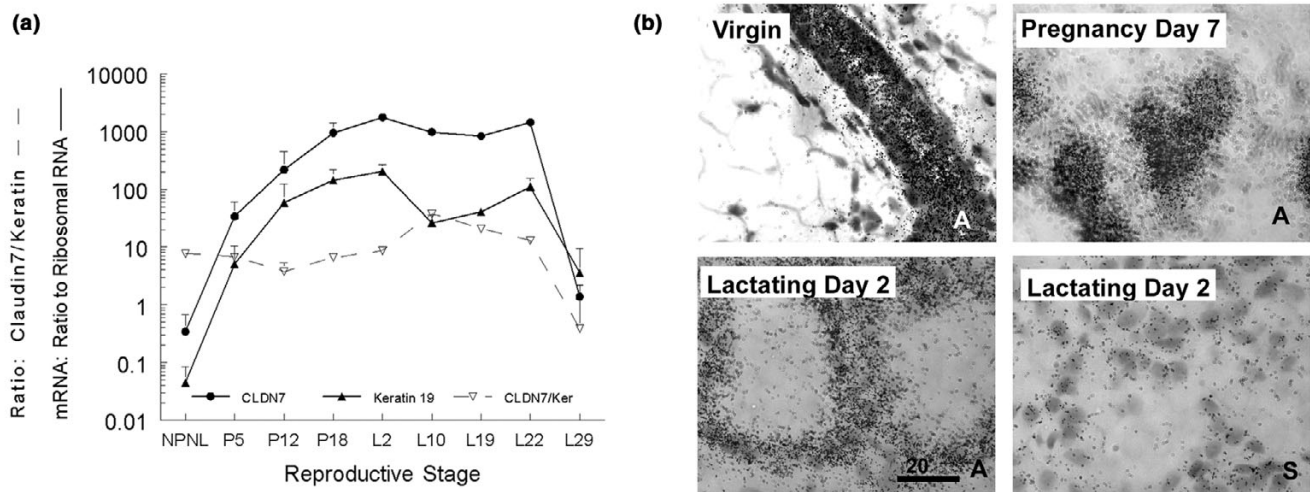 (a)
Ratio: Claudin7/Keratin — —
mRNA: Ratio to Ribosomal RNA ——
10000
1000
100
10
1
0.1
0.01
CLDN7 Keratin 19 CLDN7/Ker
NPNL P5 P12 P18 L2 L10 L19 L22 L29
Reproductive Stage
(b)
Virgin
A
Pregnancy Day 7
A
Lactating Day 2
20
A
Lactating Day 2
S